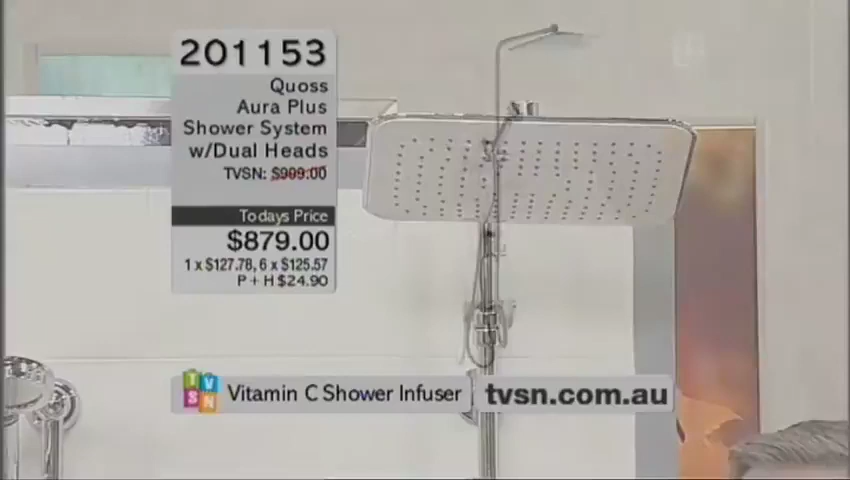 201153
Quoss
Aura Plus
Shower System
w/Dual Heads
TVSN: $999.00
Todays Price
$879.00
1 x $127.78, 6 x $125.57
P + H $24.90
TVSN
Vitamin C Shower Infuser
tvsn.com.au